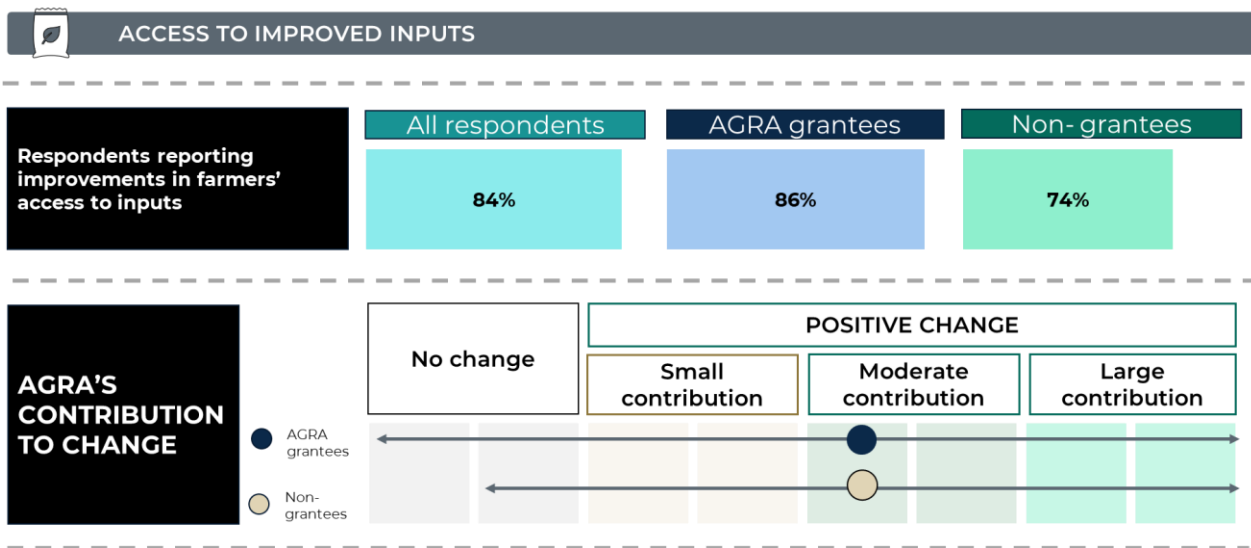 ACCESS TO IMPROVED INPUTS
Respondents reporting
improvements in farmers'
access to inputs
All respondents
AGRA grantees
Non- grantees
84%
86%
74%
AGRA'S
CONTRIBUTION
TO CHANGE
AGRA
grantees
Non-
grantees
No change
POSITIVE CHANGE
Small
contribution
Moderate
contribution
Large
contribution